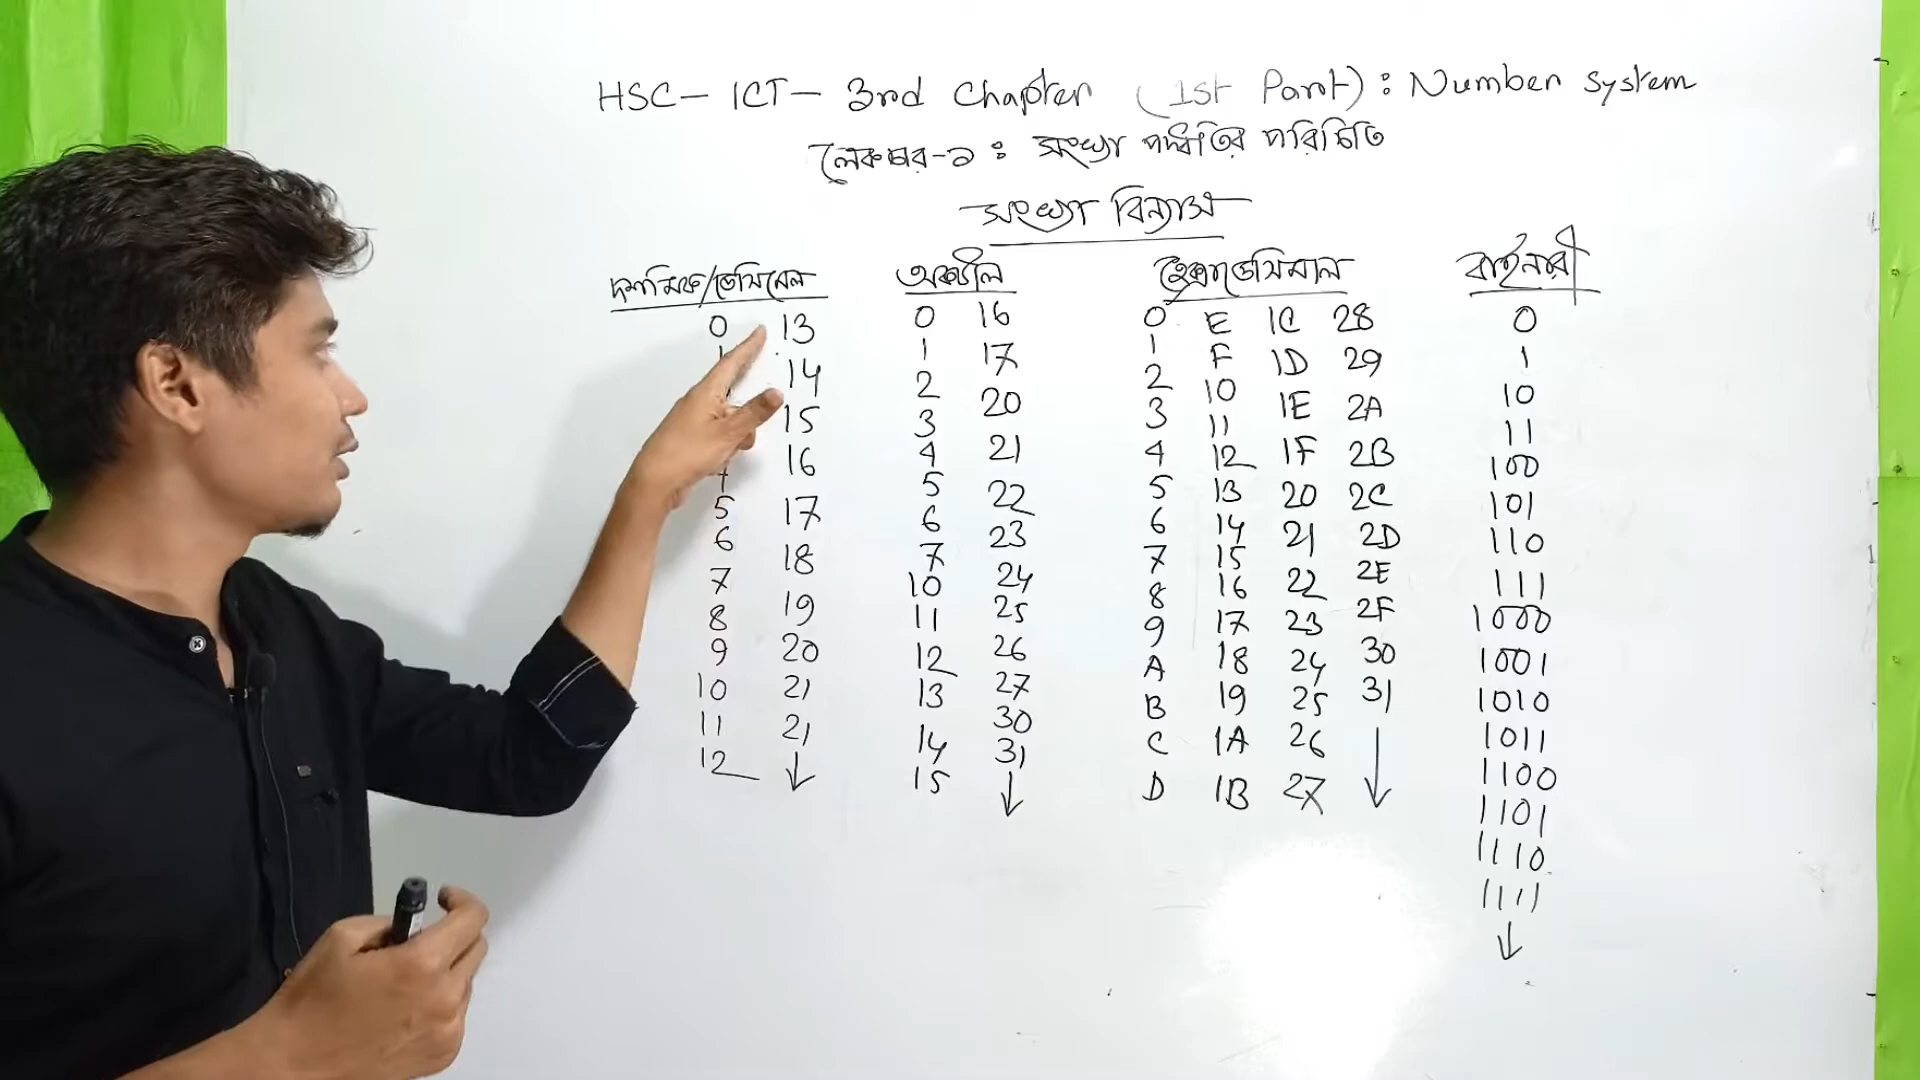 HSC - ICT - 3rd Chapter (1st Part) : Number System
লেকচার-১ : সংখ্যা পদ্ধতির পরিচিতি
সংখ্যা বিন্যাস
দশমিক/ডেসিমেল
0 13
14
15
16
5 17
6 18
7 19
8 20
9 21
10 21
11
12
অকটাল
0 16
1 17
2 20
3 21
4 22
5 23
6 24
7 25
10 26
11 27
12 30
13 31
14
15
হেক্সাডেসিমাল
0 E 1C 28
1 F 1D 29
2 10 1E 2A
3 11 1F 2B
4 12 20 2C
5 13 21 2D
6 14 22 2E
7 15 23 2F
8 16 24 30
9 17 25 31
A 18 26
B 19 27
C 1A
D 1B
বাইনারী
0
1
10
11
100
101
110
111
1000
1001
1010
1011
1100
1101
1110
1111